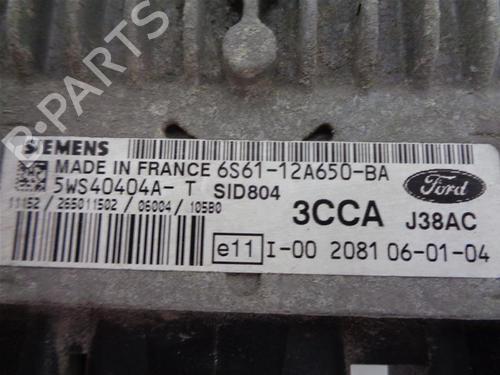 SIEMENS
MADE IN FRANCE 6S61-12A650-BA
5WS40404A- T SID804
11152 / 265011502 / 06004 / 10580
3CCA J38AC
Ford
e11 I-00 2081 06-01-04
B-PARTS